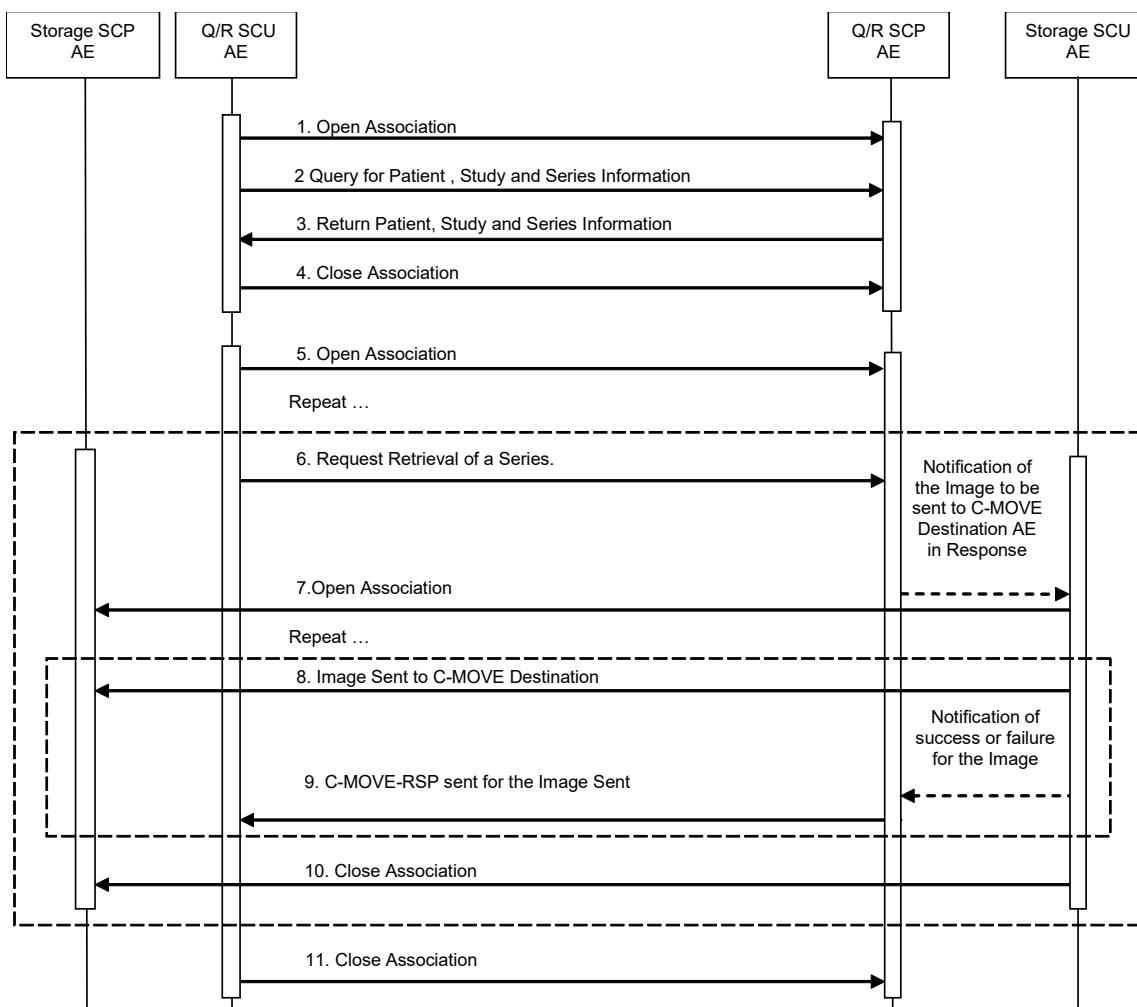 Storage SCP
AE
Q/R SCU
AE
Q/R SCP
AE
Storage SCU
AE
1. Open Association
2 Query for Patient , Study and Series Information
3. Return Patient, Study and Series Information
4. Close Association
5. Open Association
Repeat …
6. Request Retrieval of a Series.
Notification of
the Image to be
sent to C-MOVE
Destination AE
in Response
7.Open Association
Repeat …
8. Image Sent to C-MOVE Destination
Notification of
success or failure
for the Image
9. C-MOVE-RSP sent for the Image Sent
10. Close Association
11. Close Association